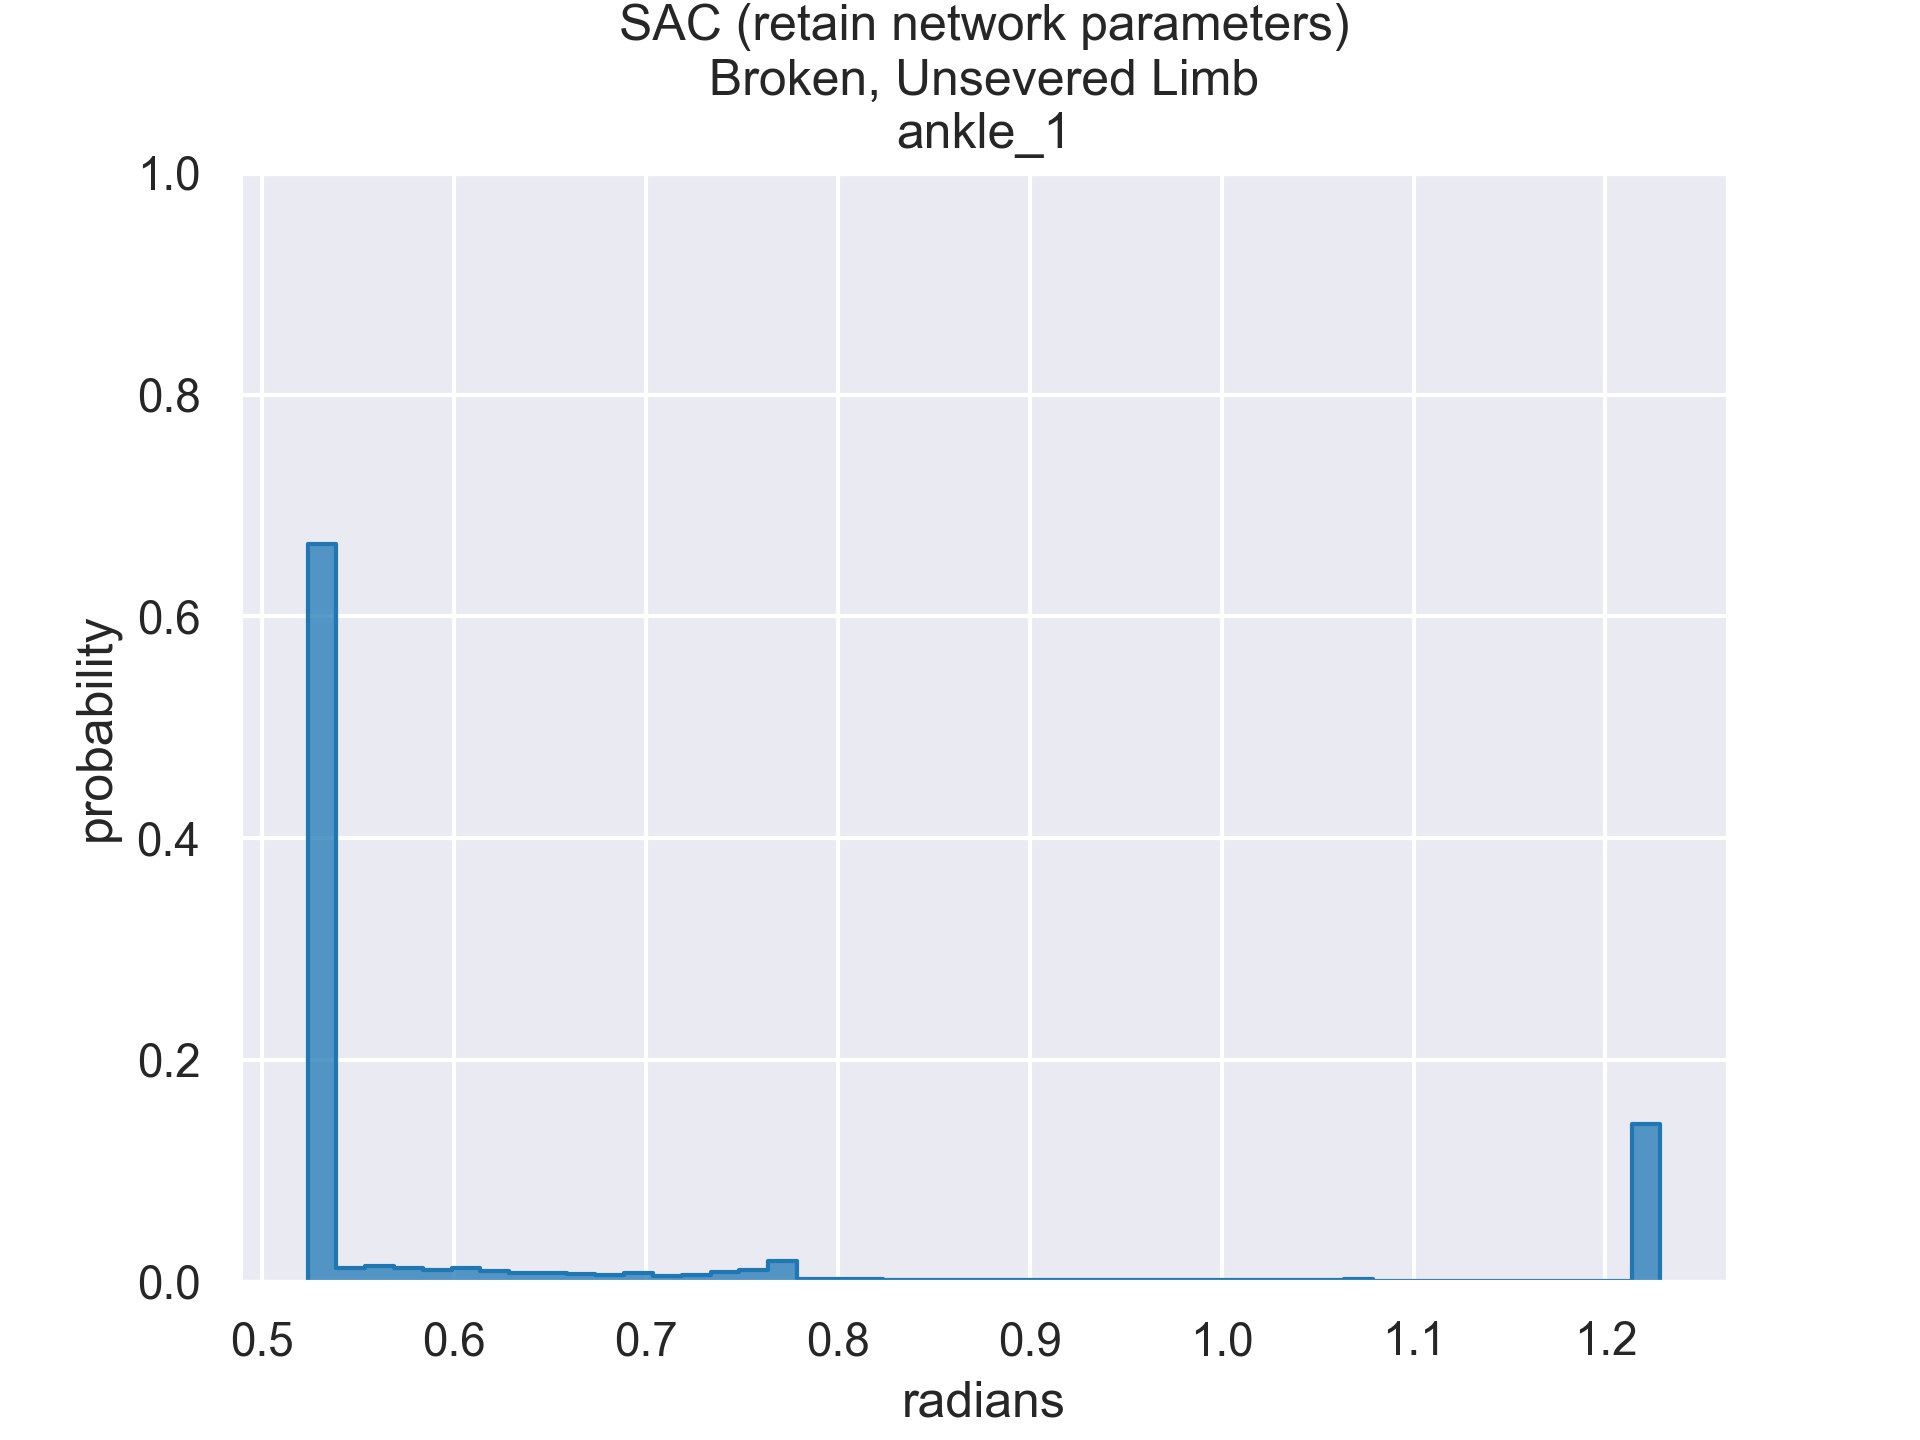 SAC (retain network parameters)
Broken, Unsevered Limb
ankle_1
1.0
0.8
0.6
0.4
0.2
0.0
probability
0.5 0.6 0.7 0.8 0.9 1.0 1.1 1.2
radians